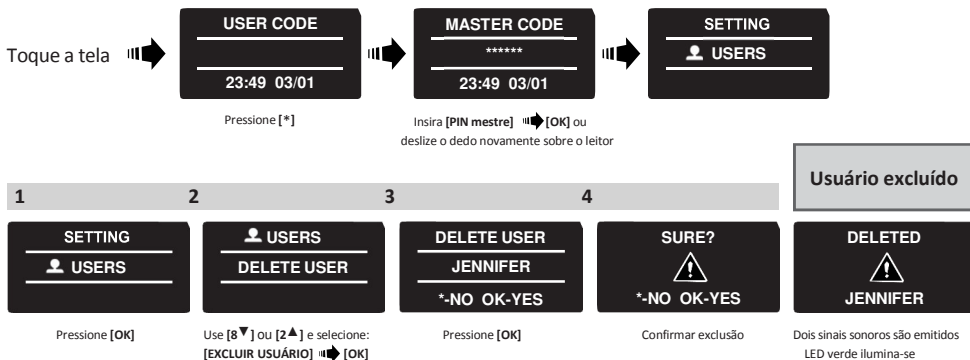 Toque a tela
USER CODE
23:49 03/01
Pressione [*]
MASTER CODE
******
23:49 03/01
Insira [PIN mestre] [OK] ou
deslize o dedo novamente sobre o leitor
SETTING
USERS
Usuário excluído
1 2 3 4
SETTING
USERS
Pressione [OK]
USERS
DELETE USER
Use [8▼] ou [2▲] e selecione:
[EXCLUIR USUÁRIO] [OK]
DELETE USER
JENNIFER
*-NO OK-YES
Pressione [OK]
SURE?
*-NO OK-YES
Confirmar exclusão
DELETED
JENNIFER
Dois sinais sonoros são emitidos
LED verde ilumina-se